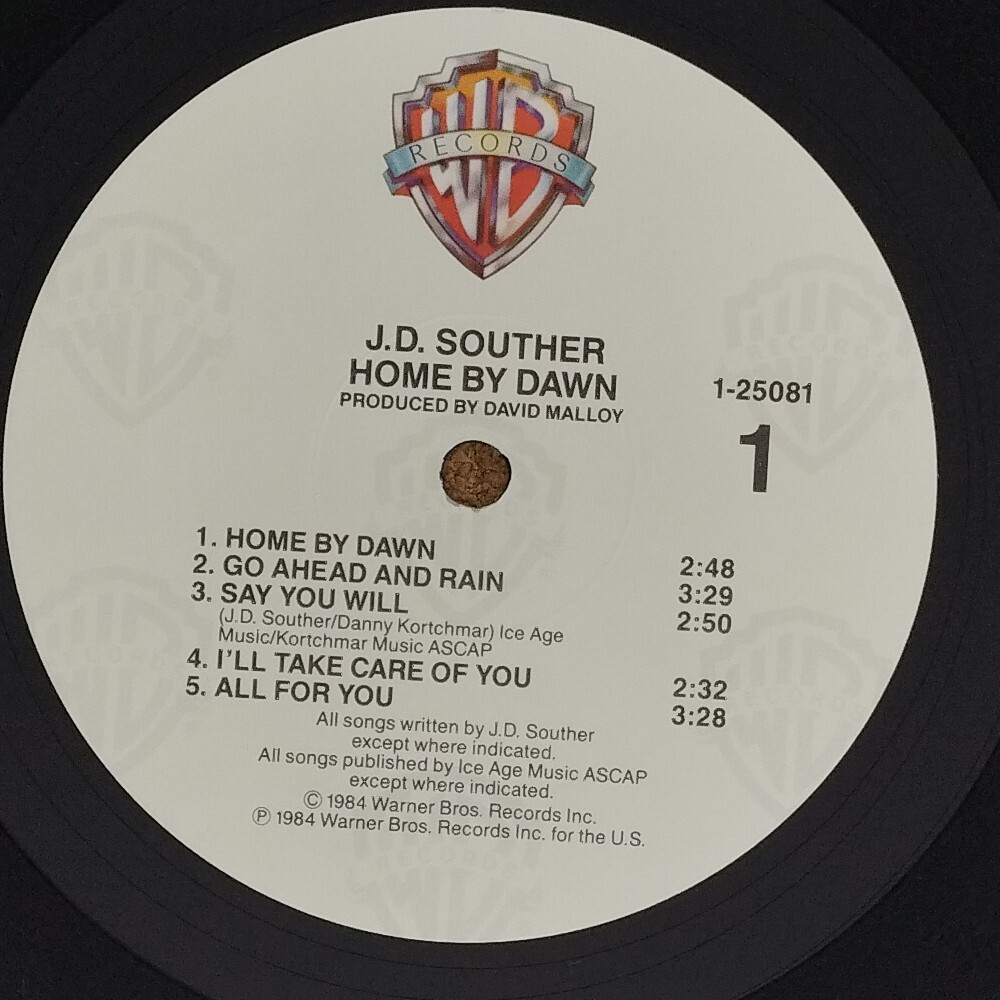 WB
RECORDS
J.D. SOUTHER
HOME BY DAWN
PRODUCED BY DAVID MALLOY
1-25081
1
1. HOME BY DAWN 2:48
2. GO AHEAD AND RAIN 3:29
3. SAY YOU WILL 2:50
(J.D. Souther/Danny Kortchmar) Ice Age
Music/Kortchmar Music ASCAP
4. I'LL TAKE CARE OF YOU 2:32
5. ALL FOR YOU 3:28
All songs written by J.D. Souther
except where indicated.
All songs published by Ice Age Music ASCAP
except where indicated.
© 1984 Warner Bros. Records Inc.
℗ 1984 Warner Bros. Records Inc. for the U.S.